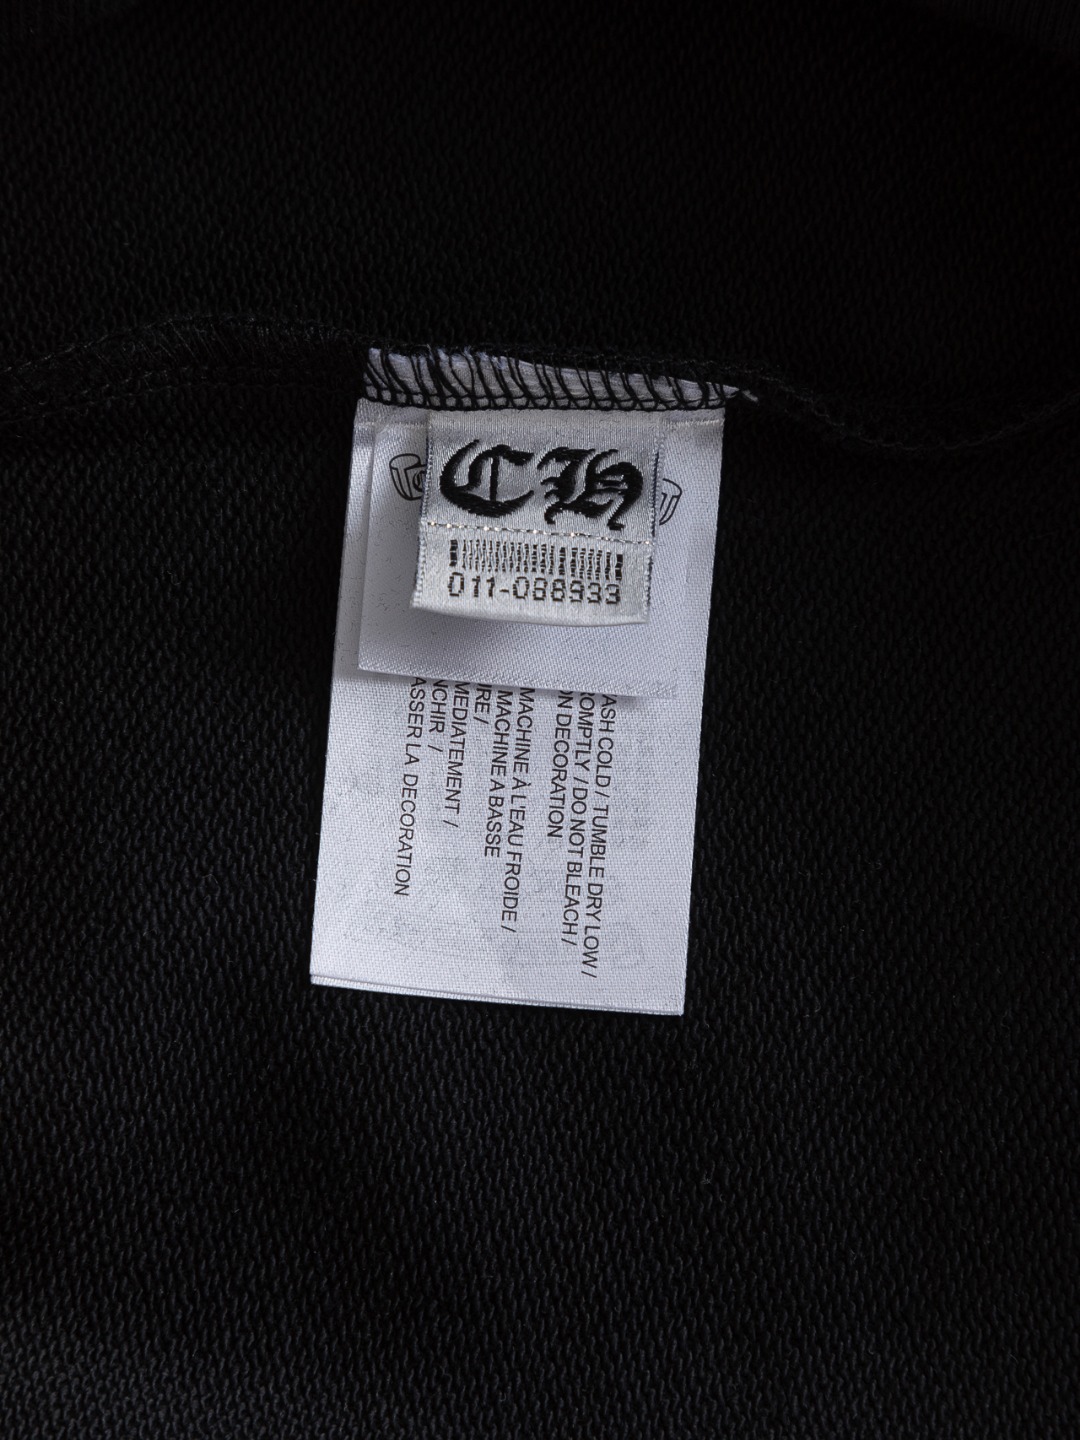 CH
011-088933
ASH COLD / TUMBLE DRY LOW /
OMPTLY / DO NOT BLEACH /
ON DECORATION
MACHINE À L'EAU FROIDE /
MACHINE A BASSE
URE /
MEDIATEMENT /
NCHIR /
ASSER LA DECORATION